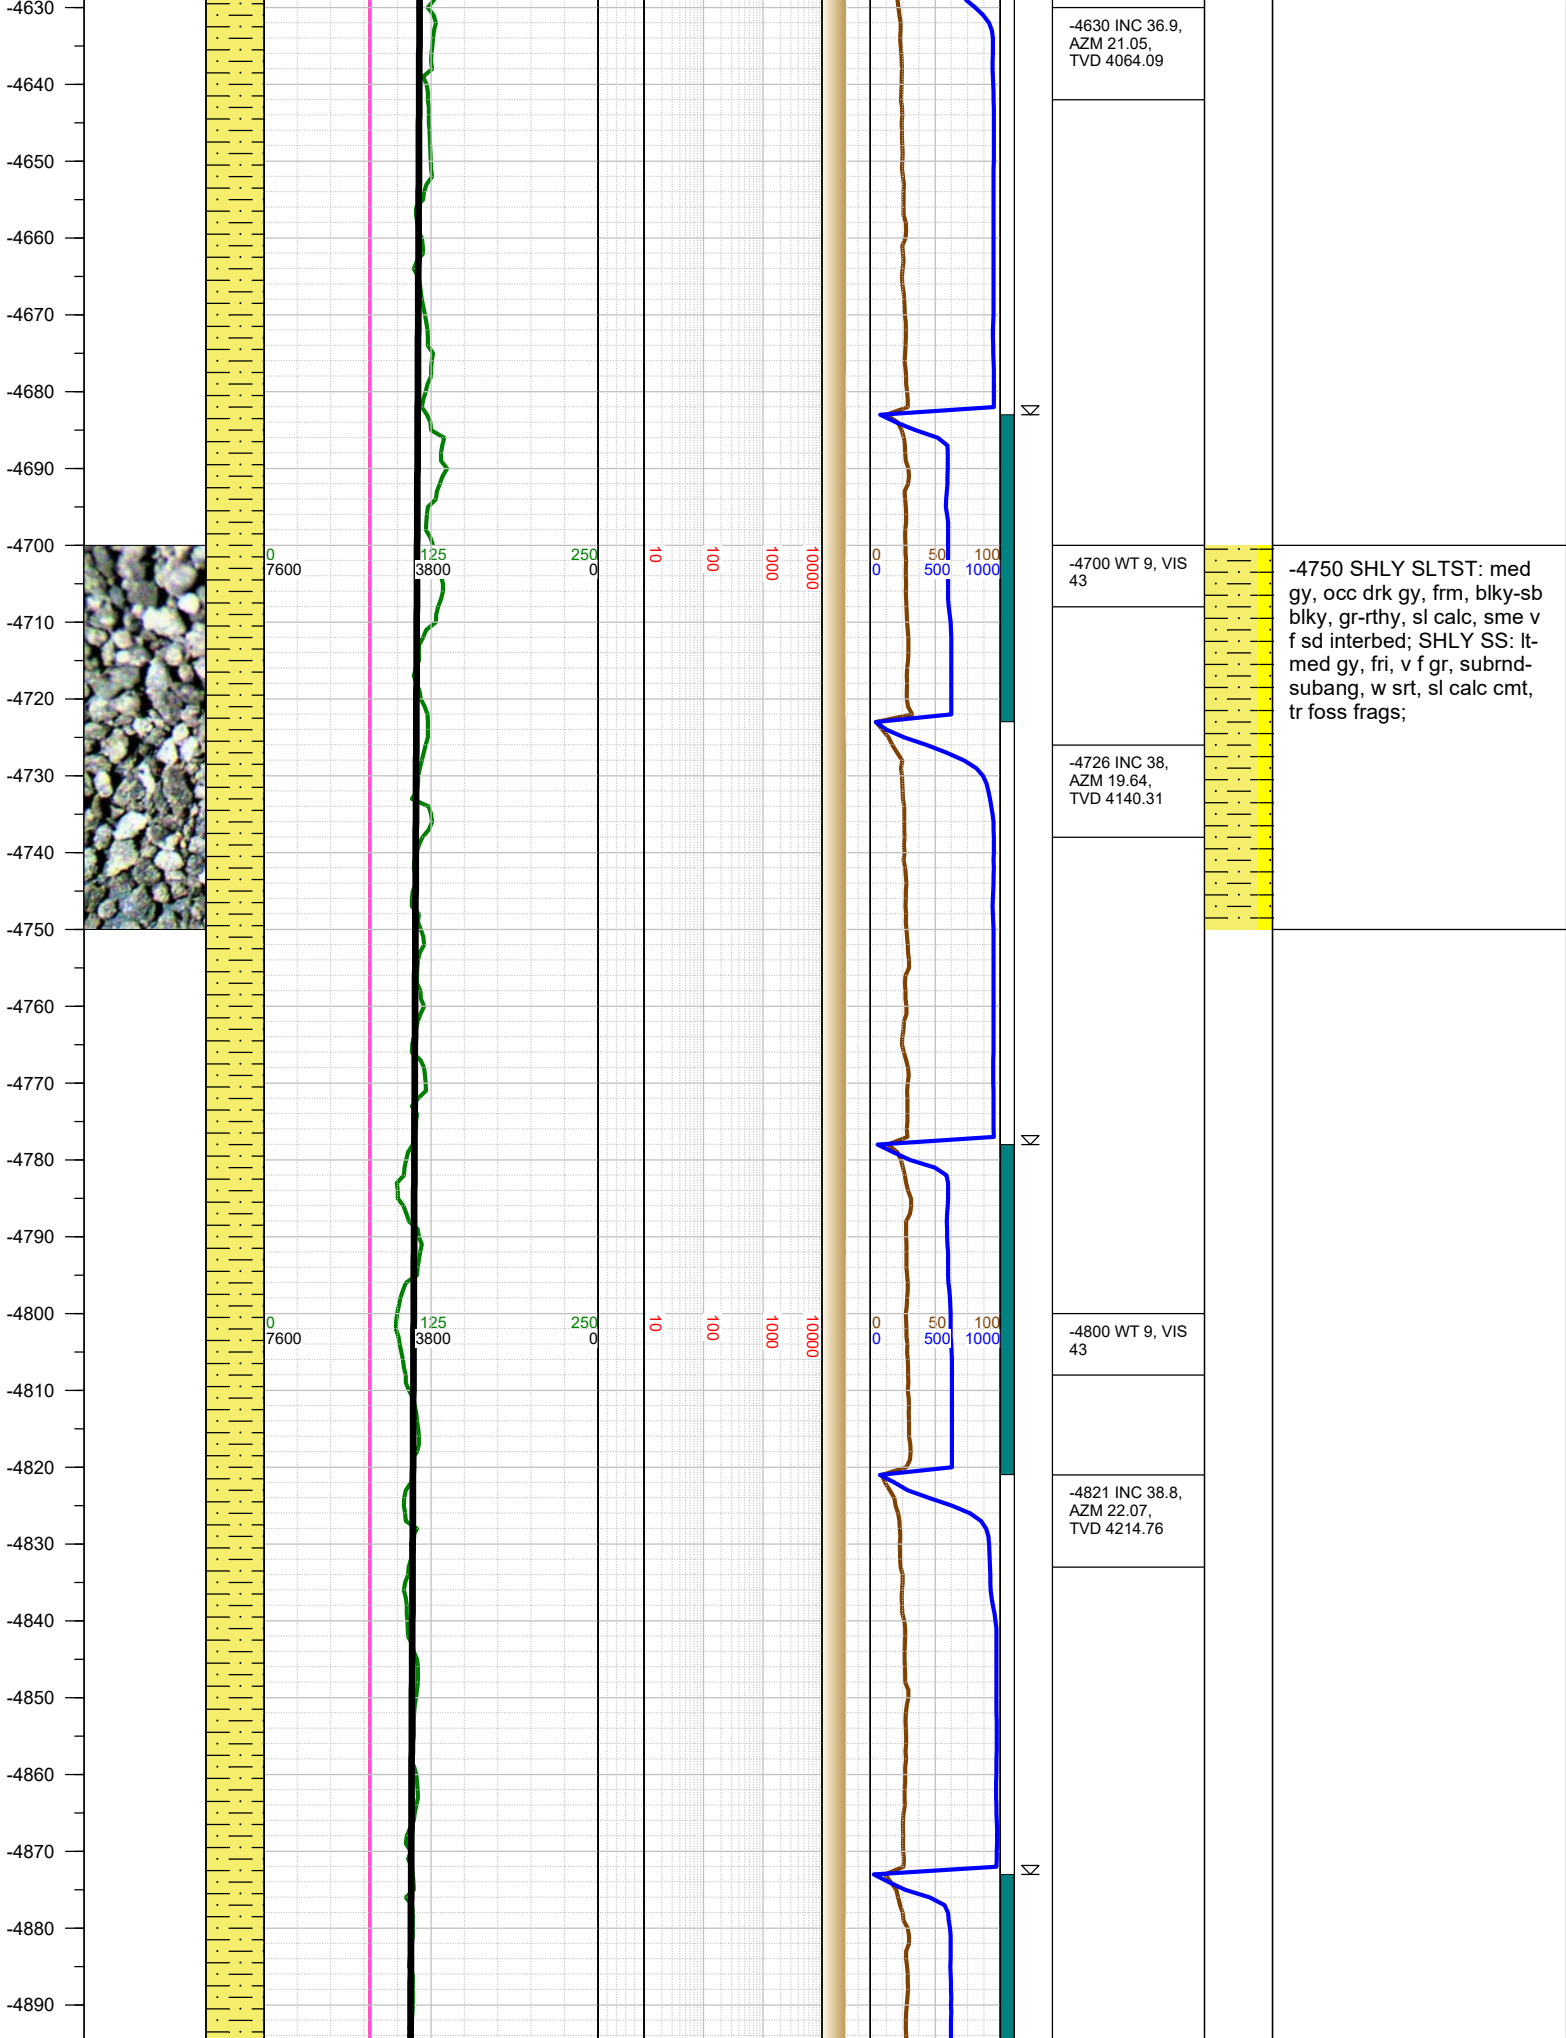 -4630
-4630 INC 36.9,
AZM 21.05,
TVD 4064.09
-4640
-4650
-4660
-4670
-4680
-4690
-4700
0 125 250
7600 3800 0
10 100 1000 10000
0 50 100
0 500 1000
-4700 WT 9, VIS
43
-4750 SHLY SLTST: med
gy, occ drk gy, frm, blky-sb
blky, gr-rthy, sl calc, sme v
f sd interbed; SHLY SS: lt-
med gy, fri, v f gr, subrnd-
subang, w srt, sl calc cmt,
tr foss frags;
-4710
-4720
-4726 INC 38,
AZM 19.64,
TVD 4140.31
-4730
-4740
-4750
-4760
-4770
-4780
-4790
-4800
0 125 250
7600 3800 0
10 100 1000 10000
0 50 100
0 500 1000
-4800 WT 9, VIS
43
-4810
-4820
-4821 INC 38.8,
AZM 22.07,
TVD 4214.76
-4830
-4840
-4850
-4860
-4870
-4880
-4890